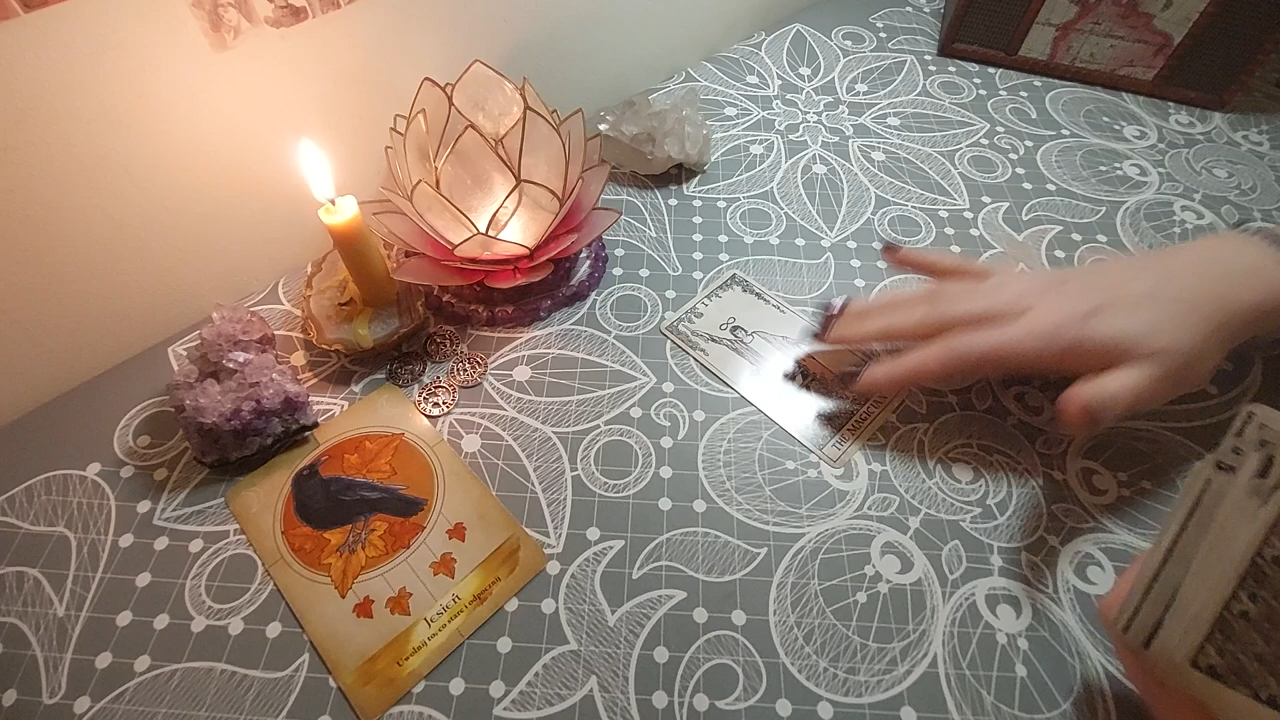 I
THE MAGICIAN
Jesień
Uwolnij to, co stare i odpocznij